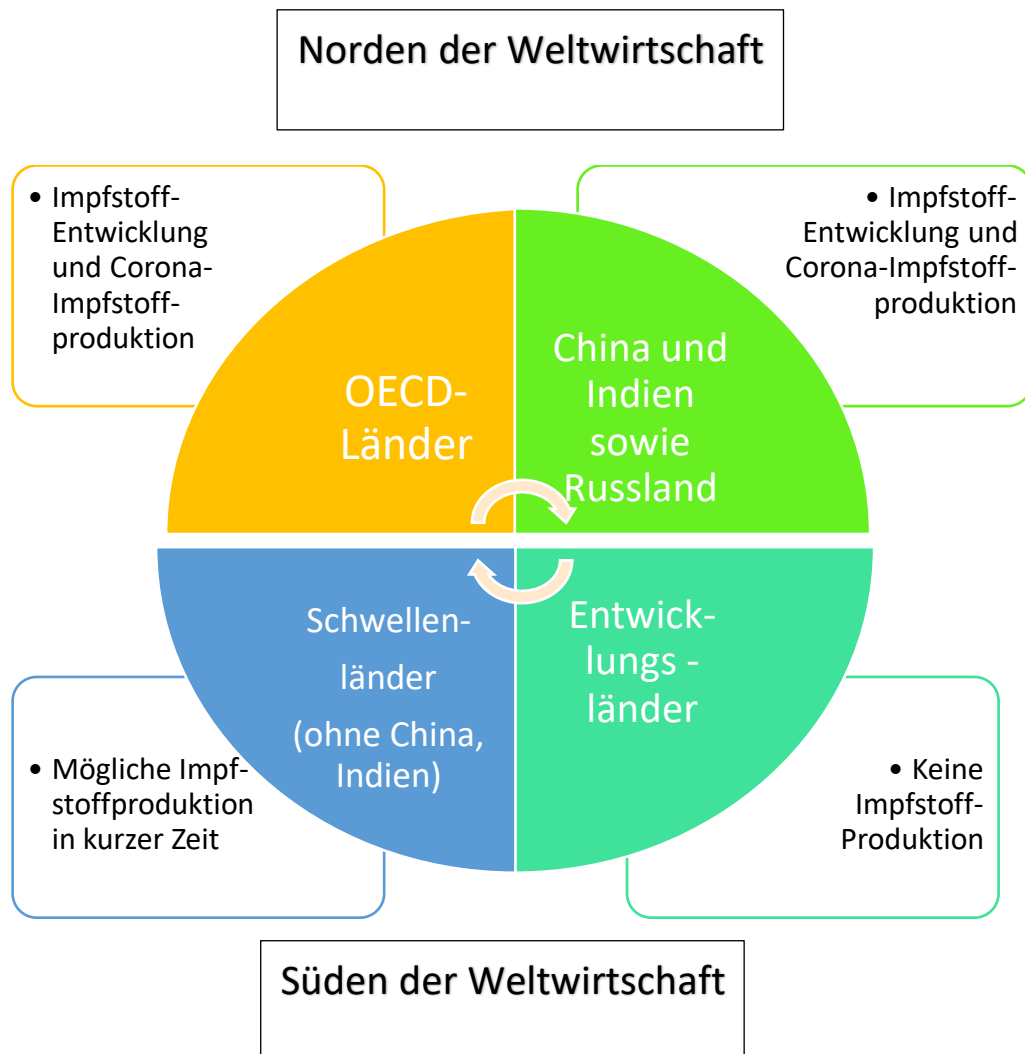 Norden der Weltwirtschaft
• Impfstoff-
Entwicklung
und Corona-
Impfstoff-
produktion
• Impfstoff-
Entwicklung und
Corona-Impfstoff-
produktion
OECD-
Länder
China und
Indien
sowie
Russland
Schwellen-
länder
(ohne China,
Indien)
Entwick-
lungs -
länder
• Mögliche Impf-
stoffproduktion
in kurzer Zeit
• Keine
Impfstoff-
Produktion
Süden der Weltwirtschaft